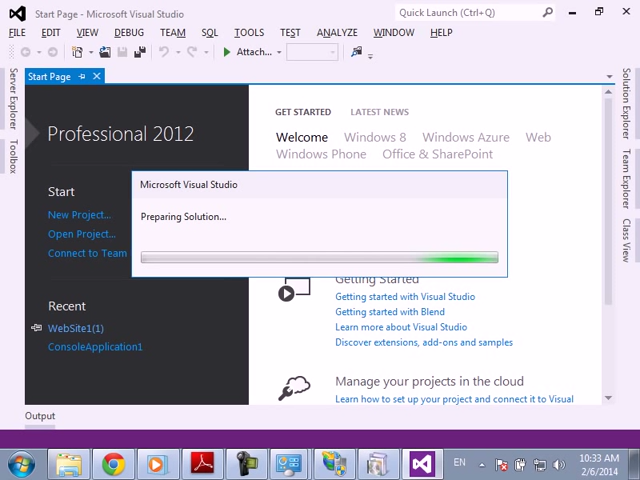 Start Page - Microsoft Visual Studio
Quick Launch (Ctrl+Q)
FILE EDIT VIEW DEBUG TEAM SQL TOOLS TEST ANALYZE WINDOW HELP
Attach...
Server Explorer
Toolbox
Start Page
Professional 2012
Start
New Project...
Open Project...
Connect to Team
Recent
WebSite1(1)
ConsoleApplication1
GET STARTED LATEST NEWS
Welcome Windows 8 Windows Azure Web
Windows Phone Office & SharePoint
Microsoft Visual Studio
Preparing Solution...
Getting Started
Getting started with Visual Studio
Getting started with Blend
Learn more about Visual Studio
Discover extensions, add-ons and samples
Manage your projects in the cloud
Learn how to set up your project and connect it to Visual
Solution Explorer
Team Explorer
Class View
Output
EN
10:33 AM
2/6/2014